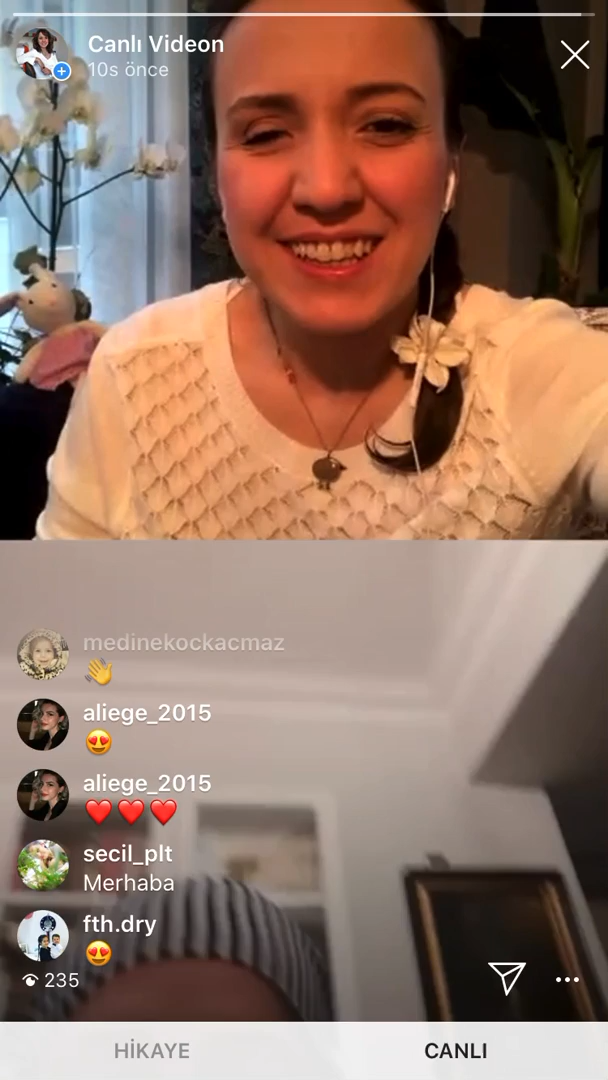 Canlı Videon
10s önce
medinekockacmaz
👋
aliege_2015
😍
aliege_2015
❤️❤️❤️
secil_plt
Merhaba
fth.dry
😍
235
HİKAYE
CANLI